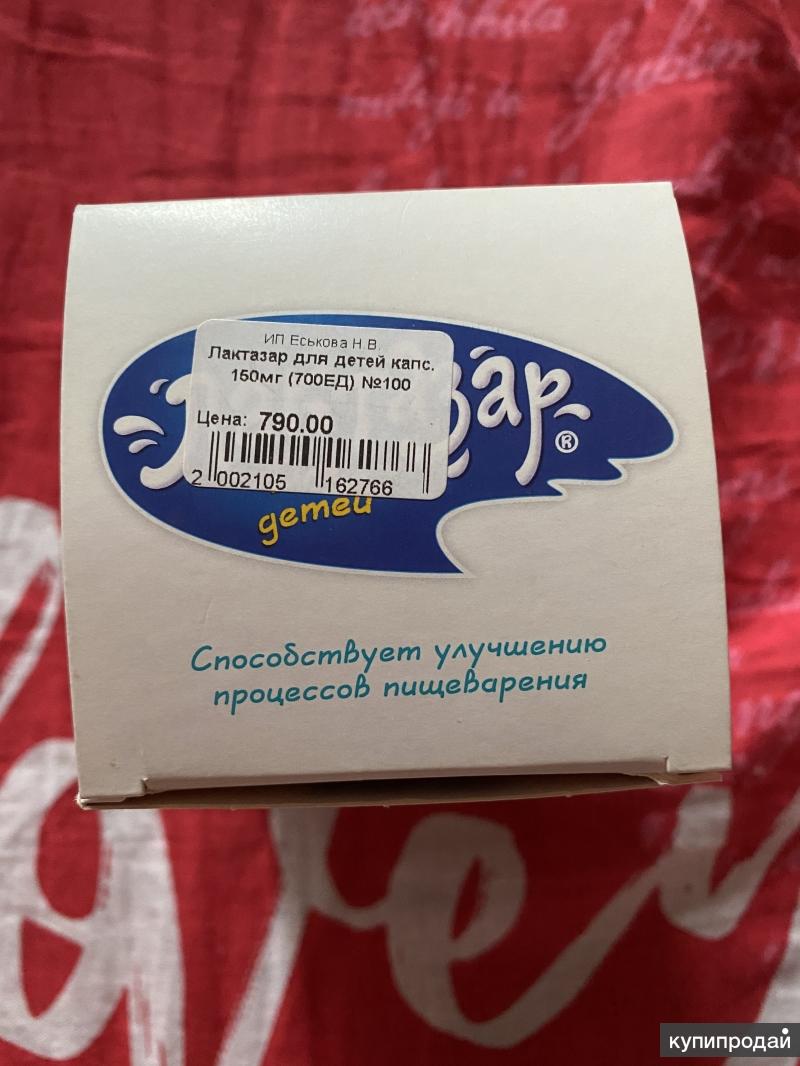 ИП Еськова Н.В.
Лактазар для детей капс.
150мг (700ЕД) №100
Цена: 790.00
2 002105 162766
зар®
детей
Способствует улучшению
процессов пищеварения
купипродай